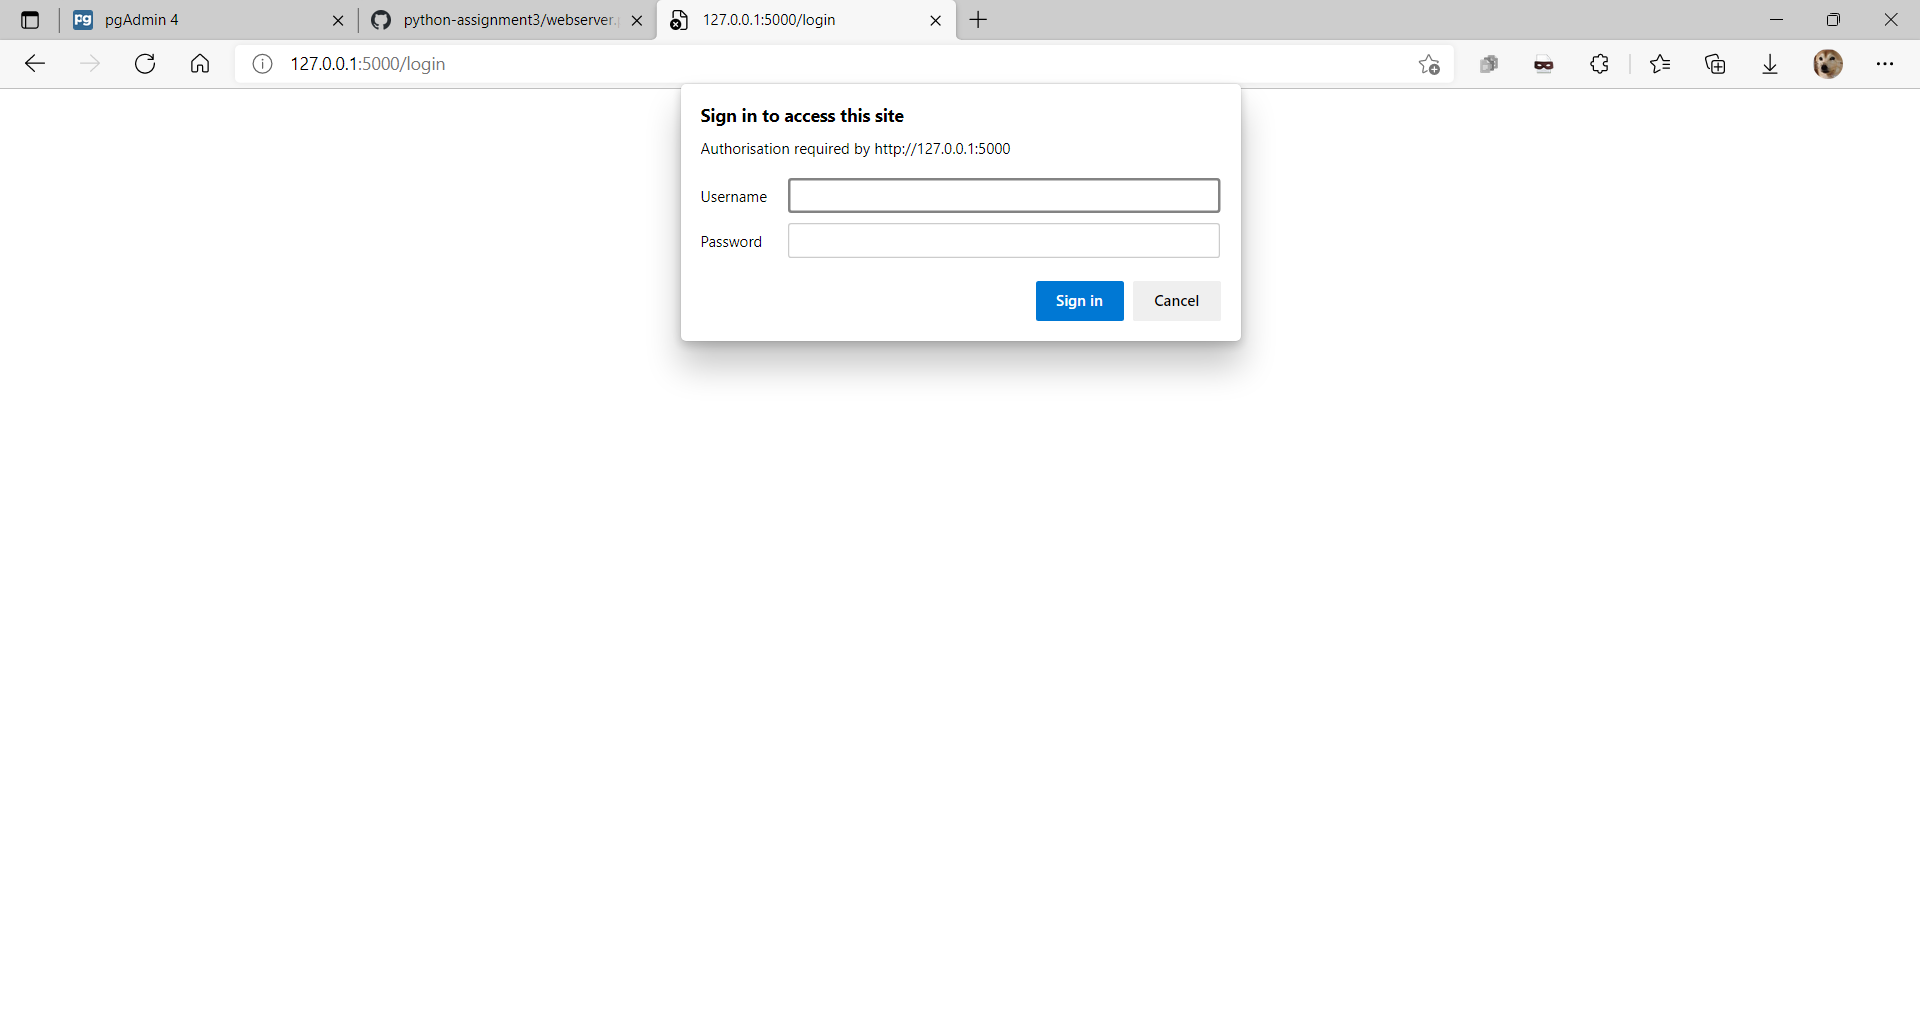 pg pgAdmin 4
python-assignment3/webserver.
127.0.0.1:5000/login
127.0.0.1:5000/login
Sign in to access this site
Authorisation required by http://127.0.0.1:5000
Username
Password
Sign in Cancel